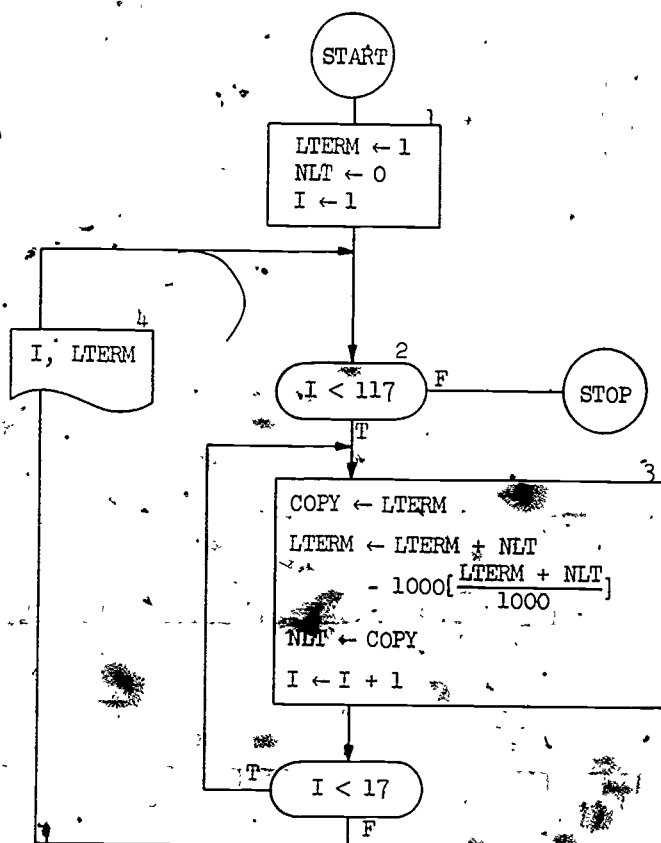 START
1
LTERM ← 1
NLT ← 0
I ← 1
4
I, LTERM
2
I < 117
F
STOP
T
3
COPY ← LTERM
LTERM ← LTERM + NLT
- 1000[LTERM + NLT
1000]
NLT ← COPY
I ← I + 1
T
I < 17
F